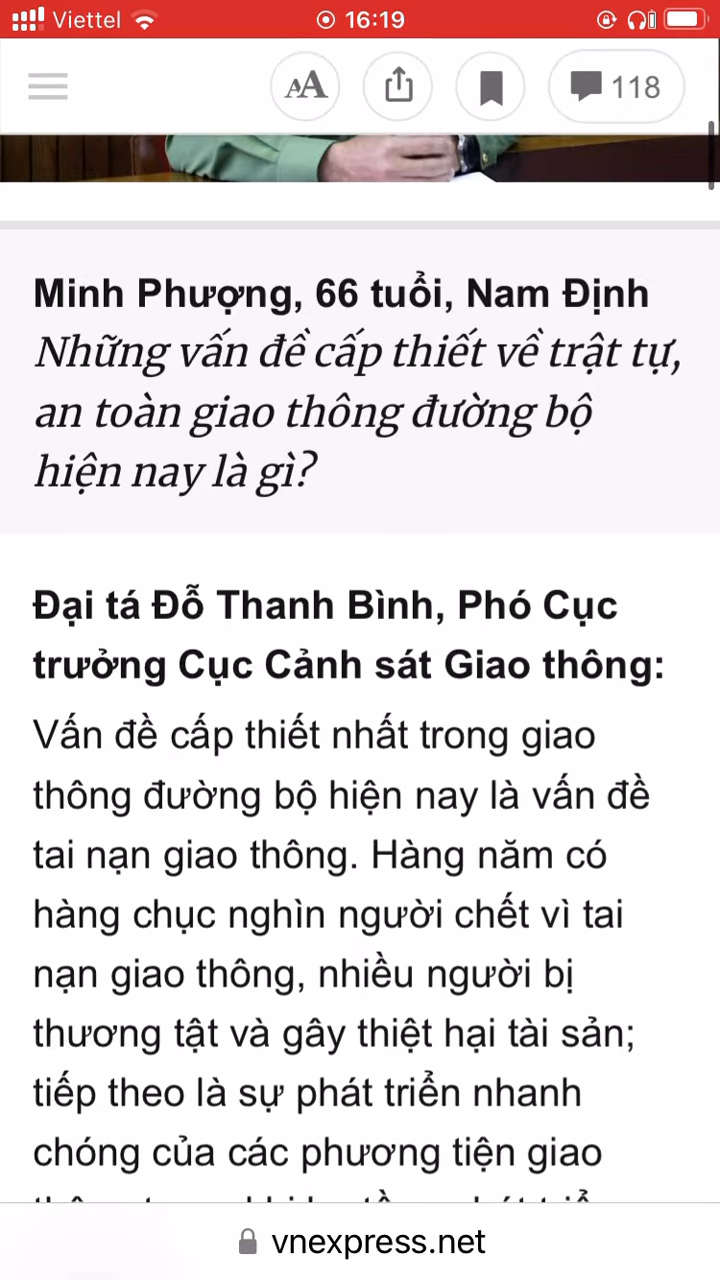 Viettel 16:19
AA 118
Minh Phượng, 66 tuổi, Nam Định
Những vấn đề cấp thiết về trật tự,
an toàn giao thông đường bộ
hiện nay là gì?
Đại tá Đỗ Thanh Bình, Phó Cục
trưởng Cục Cảnh sát Giao thông:
Vấn đề cấp thiết nhất trong giao
thông đường bộ hiện nay là vấn đề
tai nạn giao thông. Hàng năm có
hàng chục nghìn người chết vì tai
nạn giao thông, nhiều người bị
thương tật và gây thiệt hại tài sản;
tiếp theo là sự phát triển nhanh
chóng của các phương tiện giao
vnexpress.net